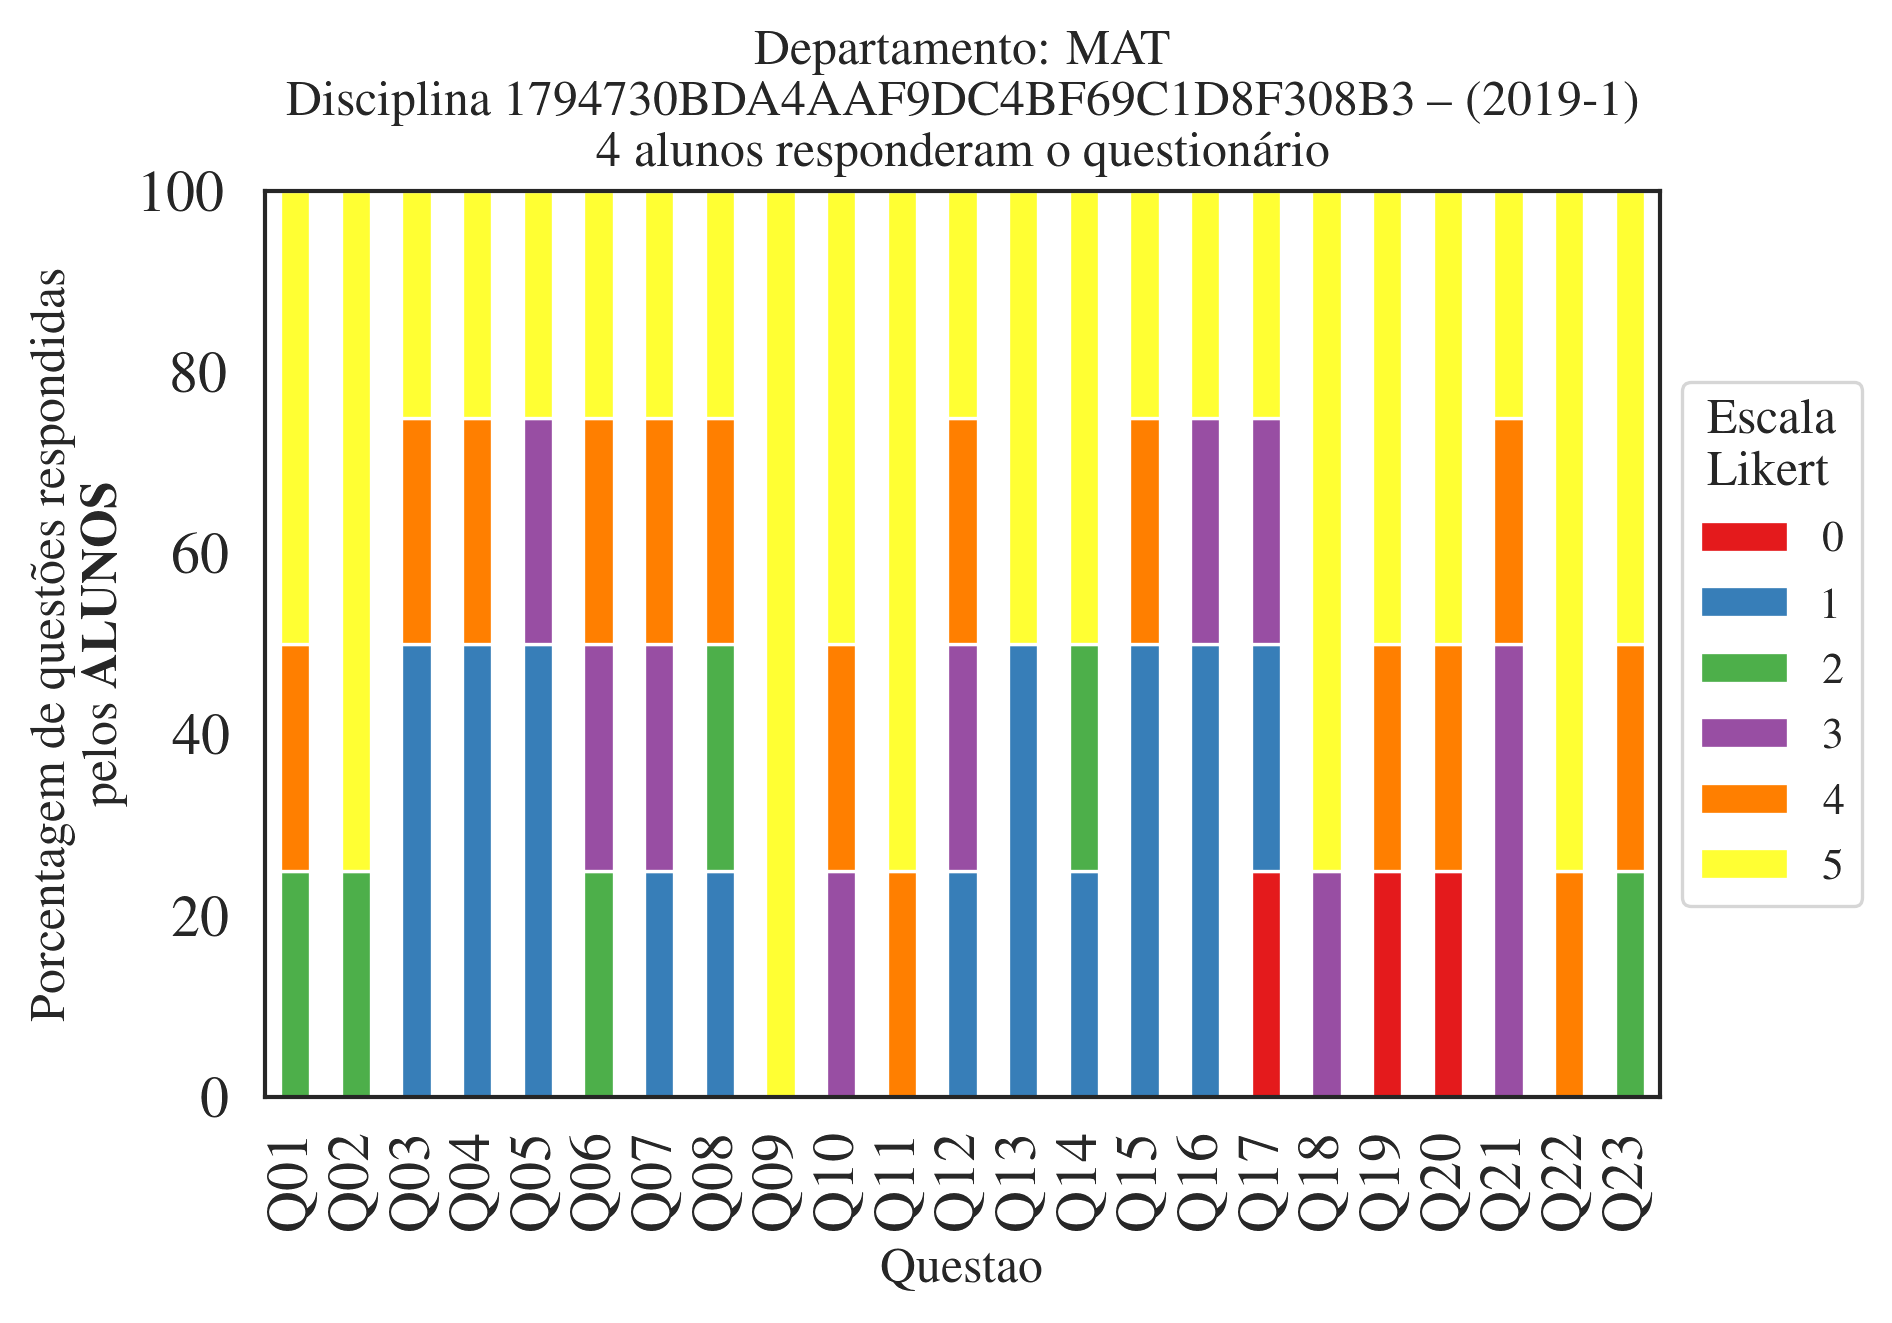 Departamento: MAT
Disciplina 1794730BDA4AAF9DC4BF69C1D8F308B3 – (2019-1)
4 alunos responderam o questionário
Porcentagem de questões respondidas
pelos ALUNOS
100
80
60
40
20
0
Q01
Q02
Q03
Q04
Q05
Q06
Q07
Q08
Q09
Q10
Q11
Q12
Q13
Q14
Q15
Q16
Q17
Q18
Q19
Q20
Q21
Q22
Q23
Questao
Escala
Likert
0
1
2
3
4
5